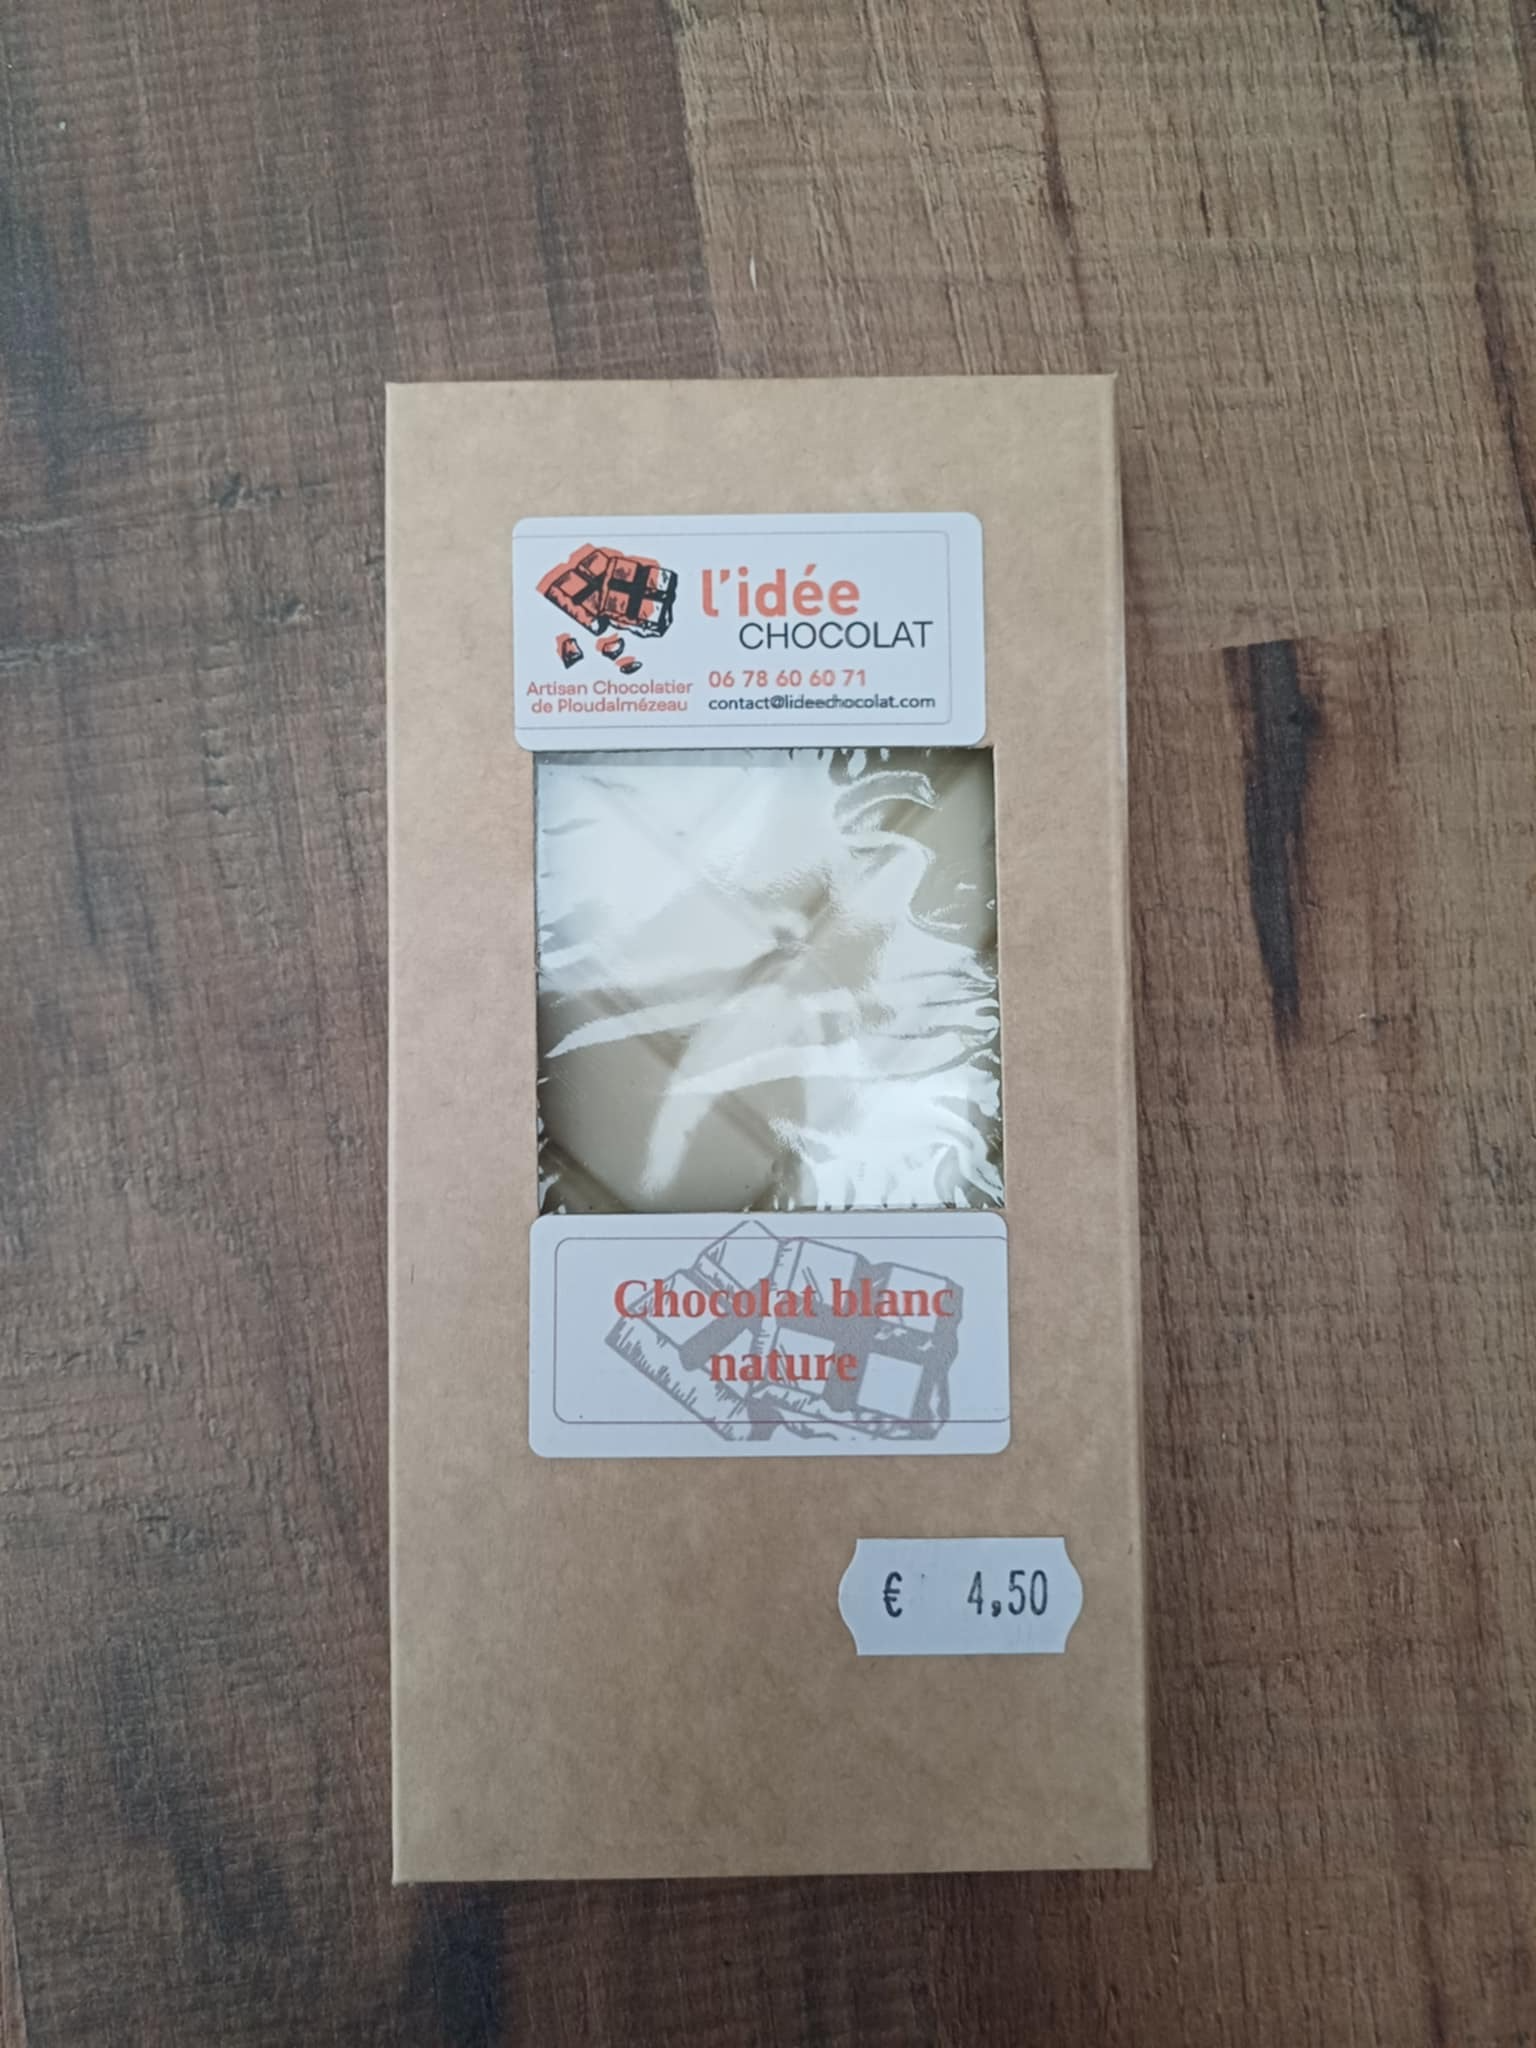 l'idée
CHOCOLAT
Artisan Chocolatier
de Ploudalmézeau
06 78 60 60 71
contact@lideechocolat.com
Chocolat blanc
nature
€ 4,50